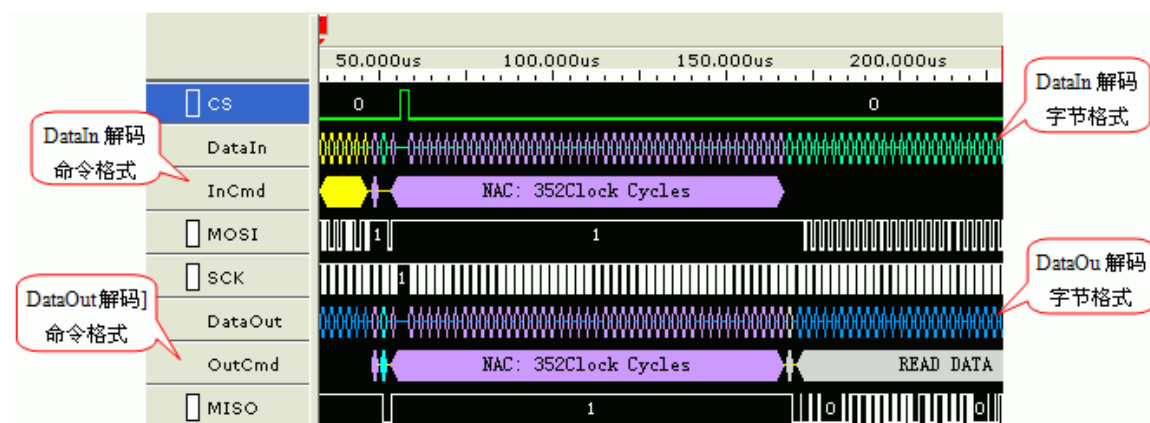 50.000us 100.000us 150.000us 200.000us
CS 0 0
DataIn 解码
字节格式
DataIn 解码
命令格式
DataIn
InCmd NAC: 352Clock Cycles
MOSI 1 1
SCK 1
DataOu 解码
字节格式
DataOut解码]
命令格式
DataOut
OutCmd NAC: 352Clock Cycles READ DATA
MISO 1 0 0